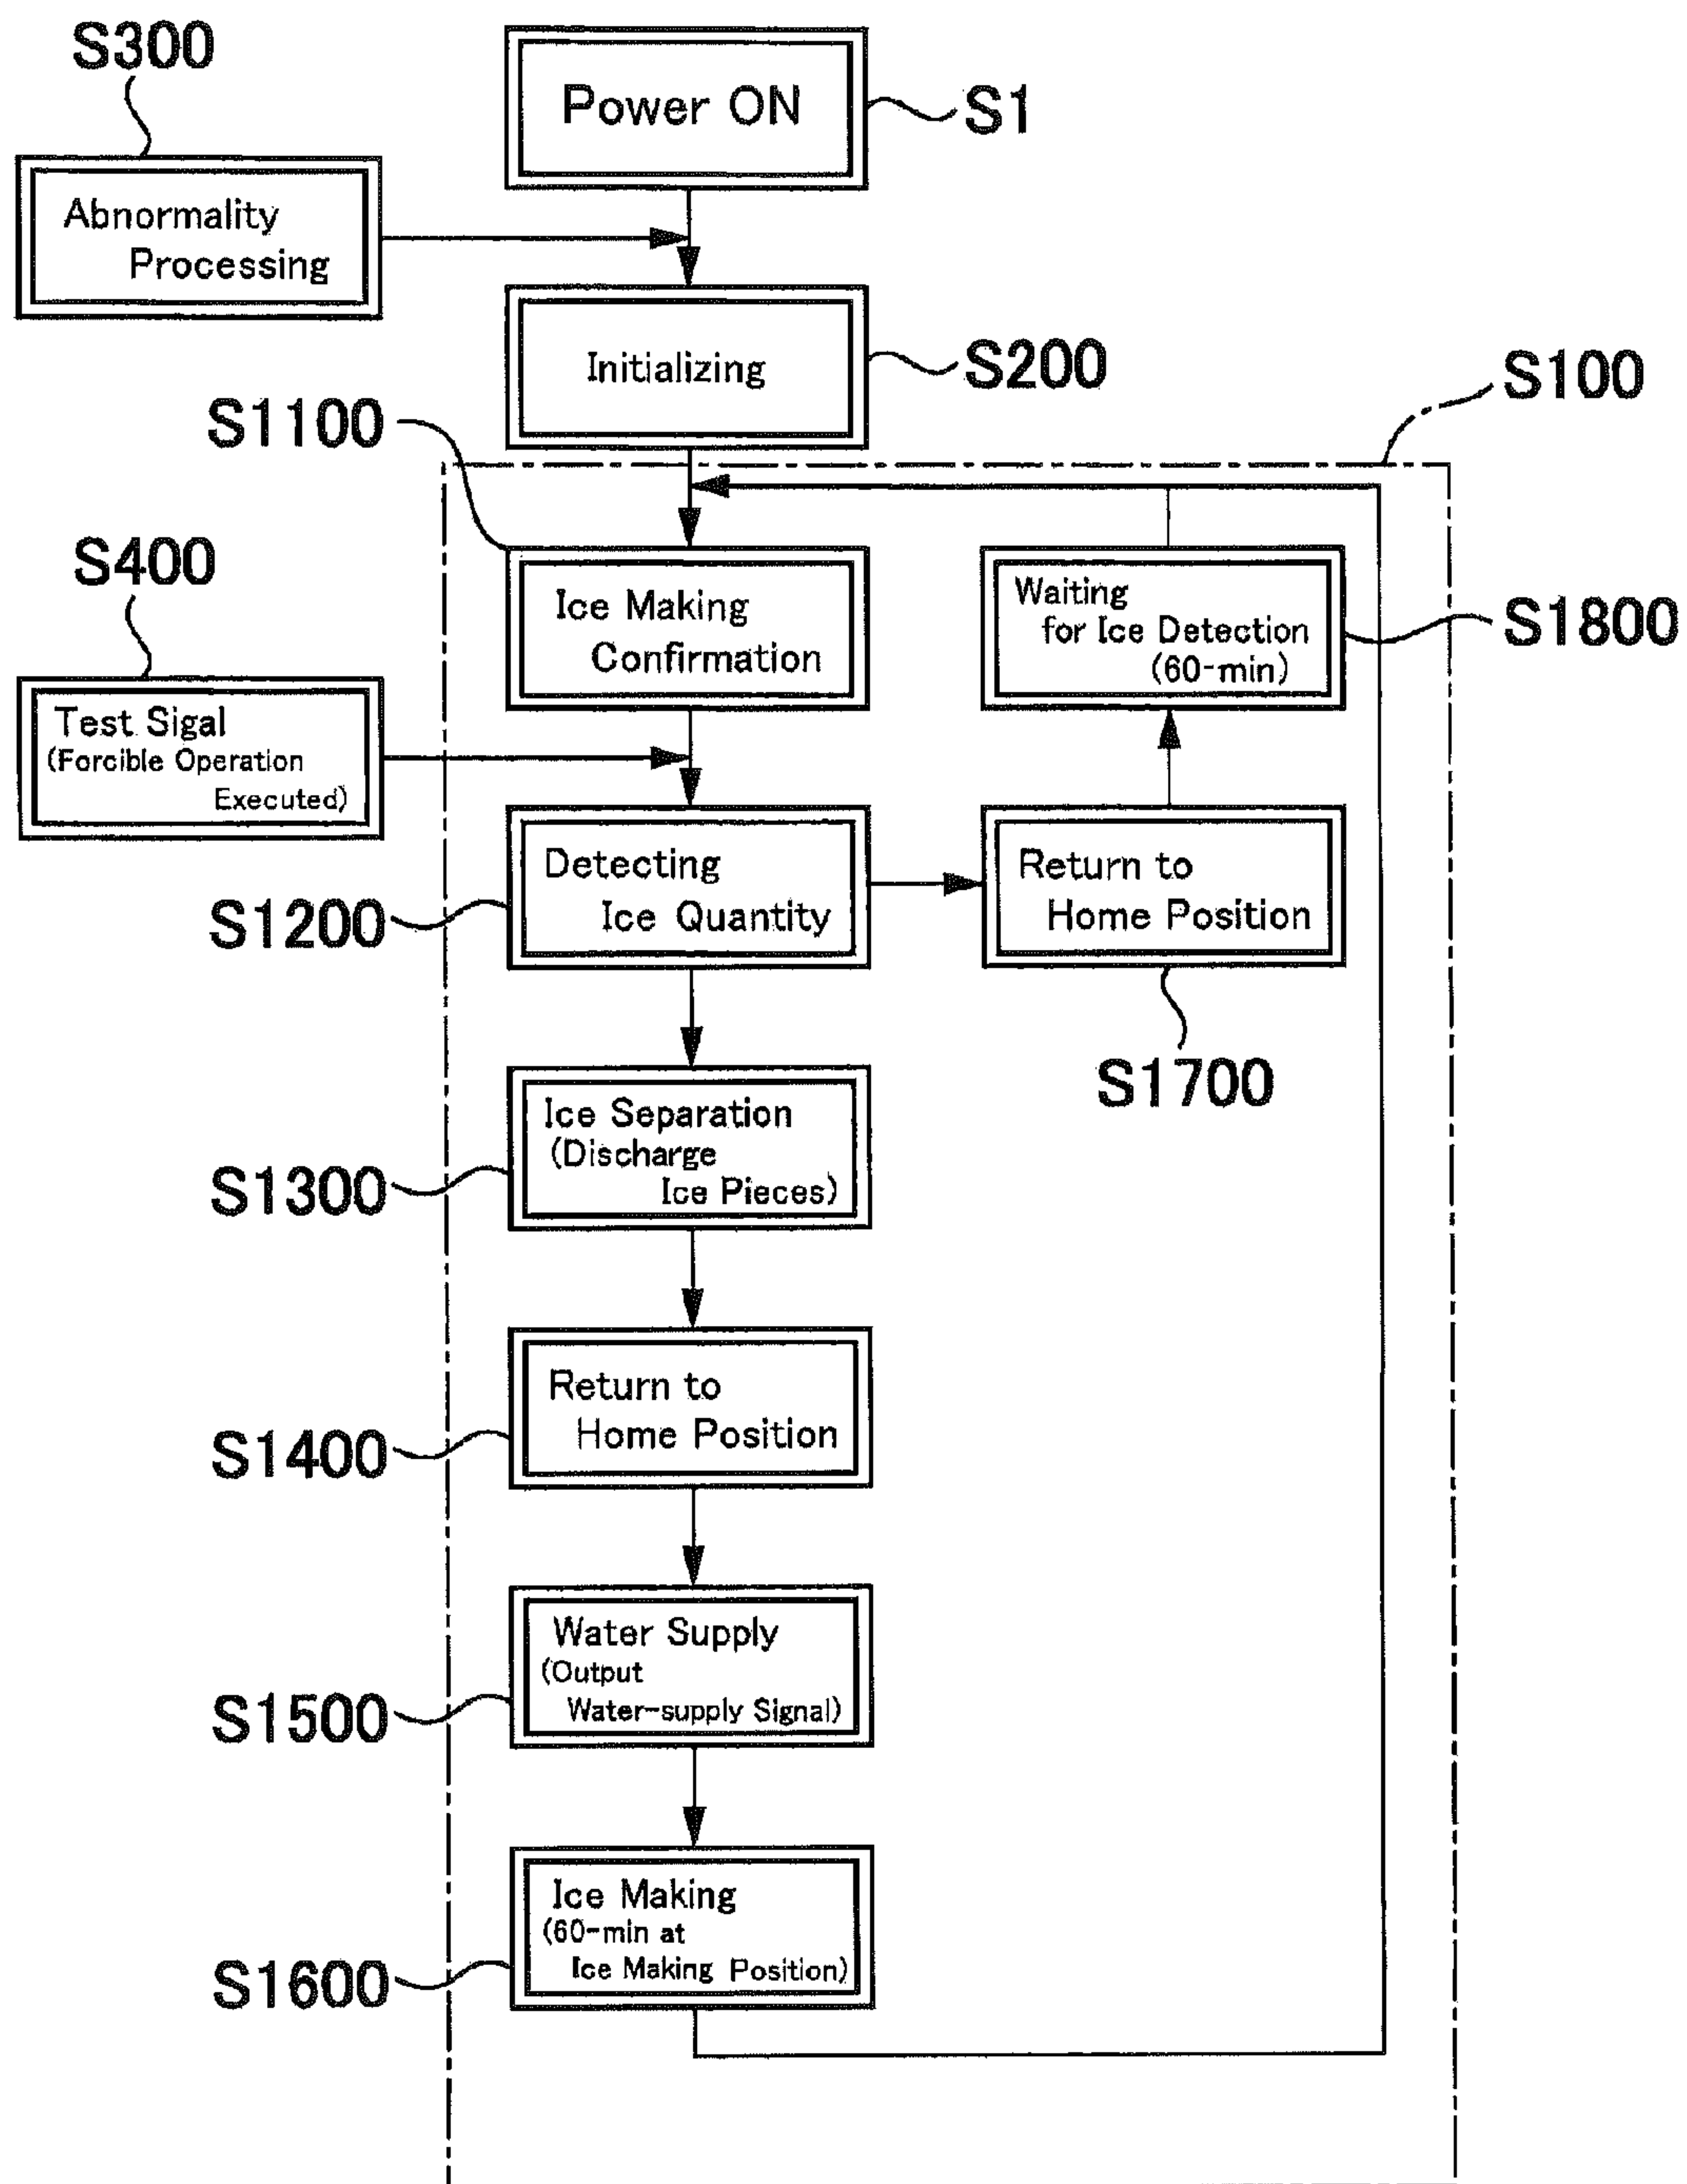 S300
Power ON
S1
Abnormality
Processing
Initializing
S200
S100
S1100
S400
Ice Making
Confirmation
Waiting
for Ice Detection
(60-min)
S1800
Test Sigal
(Forcible Operation
Executed)
Detecting
Ice Quantity
S1200
Return to
Home Position
S1700
Ice Separation
(Discharge
Ice Pieces)
S1300
Return to
Home Position
S1400
Water Supply
(Output
Water-supply Signal)
S1500
Ice Making
(60-min at
Ice Making Position)
S1600